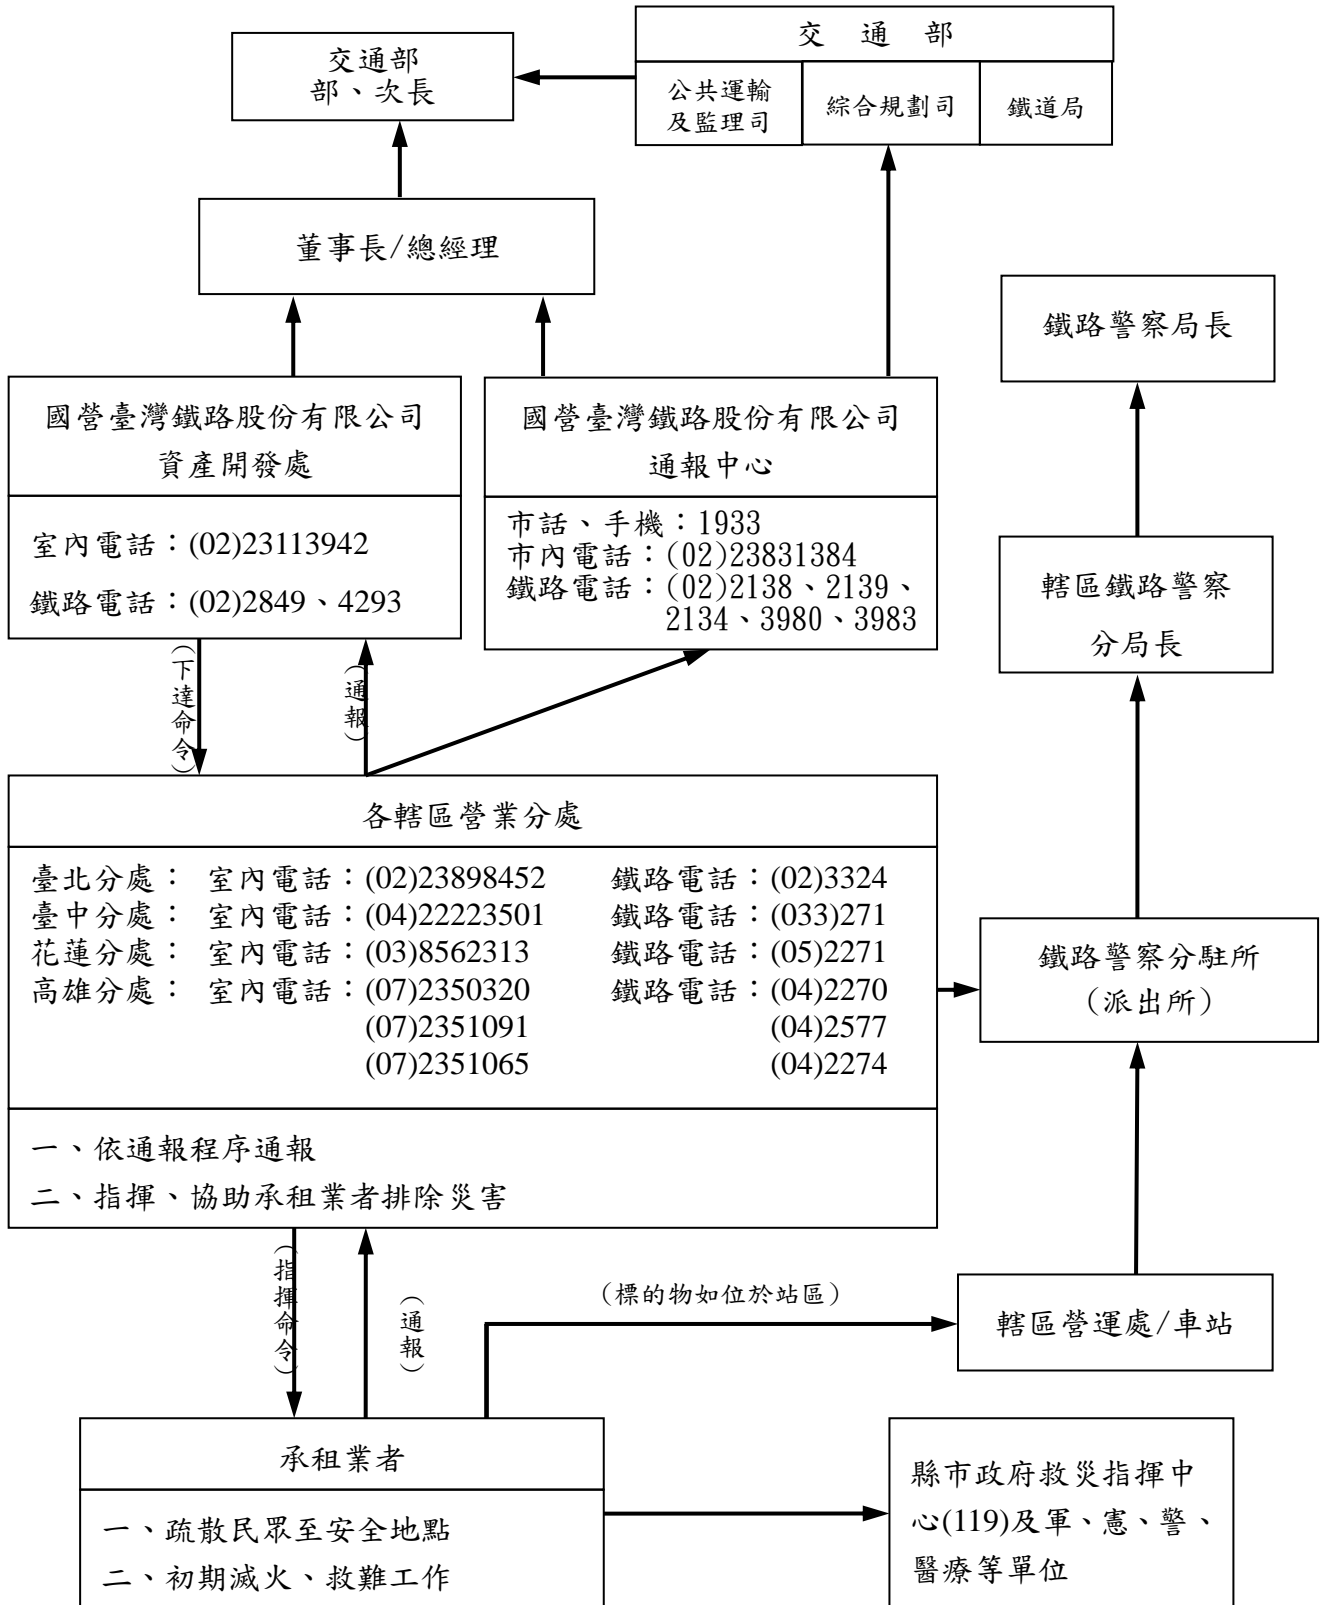 交 通 部
交通部
部、次長
公共運輸
及監理司
綜合規劃司
鐵道局
董事長/總經理
鐵路警察局長
國營臺灣鐵路股份有限公司
資產開發處
室內電話：(02)23113942
鐵路電話：(02)2849、4293
國營臺灣鐵路股份有限公司
通報中心
市話、手機：1933
市內電話：(02)23831384
鐵路電話：(02)2138、2139、
2134、3980、3983
轄區鐵路警察
分局長
(下達命令)
(通報)
各轄區營業分處
臺北分處： 室內電話：(02)23898452 鐵路電話：(02)3324
臺中分處： 室內電話：(04)22223501 鐵路電話：(033)271
花蓮分處： 室內電話：(03)8562313 鐵路電話：(05)2271
高雄分處： 室內電話：(07)2350320 鐵路電話：(04)2270
(07)2351091 (04)2577
(07)2351065 (04)2274
一、依通報程序通報
二、指揮、協助承租業者排除災害
鐵路警察分駐所
(派出所)
(指揮命令)
(通報)
(標的物如位於站區)
轄區營運處/車站
承租業者
一、疏散民眾至安全地點
二、初期滅火、救難工作
縣市政府救災指揮中
心(119)及軍、憲、警、
醫療等單位